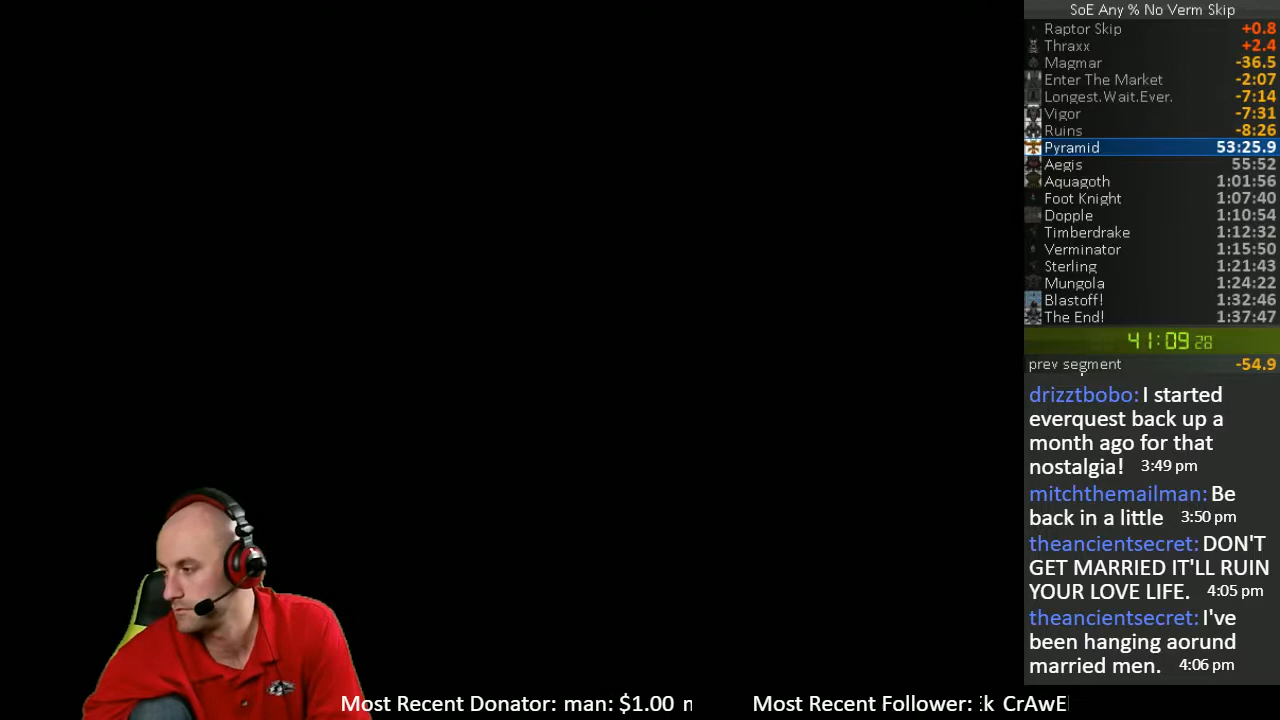 SoE Any % No Verm Skip
Raptor Skip +0.8
Thraxx +2.4
Magmar -36.5
Enter The Market -2:07
Longest.Wait.Ever. -7:14
Vigor -7:31
Ruins -8:26
Pyramid 53:25.9
Aegis 55:52
Aquagoth 1:01:56
Foot Knight 1:07:40
Dopple 1:10:54
Timberdrake 1:12:32
Verminator 1:15:50
Sterling 1:21:43
Mungola 1:24:22
Blastoff! 1:32:46
The End! 1:37:47
41:09 28
prev segment -54.9
drizztbobo: I started
everquest back up a
month ago for that
nostalgia! 3:49 pm
mitchthemailman: Be
back in a little 3:50 pm
theancientsecret: DON'T
GET MARRIED IT'LL RUIN
YOUR LOVE LIFE. 4:05 pm
theancientsecret: I've
been hanging aorund
married men. 4:06 pm
Most Recent Donator: man: $1.00 Most Recent Follower: CrAwE